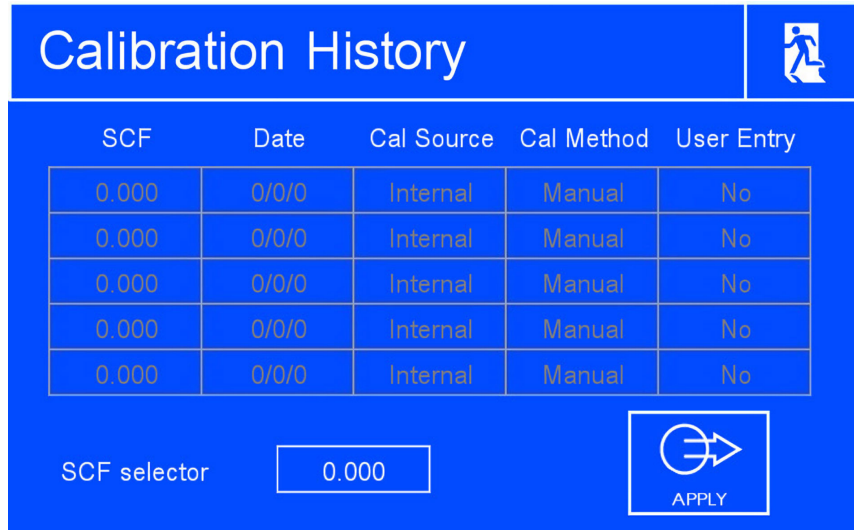 Calibration History
SCF Date Cal Source Cal Method User Entry
0.000 0/0/0 Internal Manual No
0.000 0/0/0 Internal Manual No
0.000 0/0/0 Internal Manual No
0.000 0/0/0 Internal Manual No
0.000 0/0/0 Internal Manual No
SCF selector 0.000
APPLY